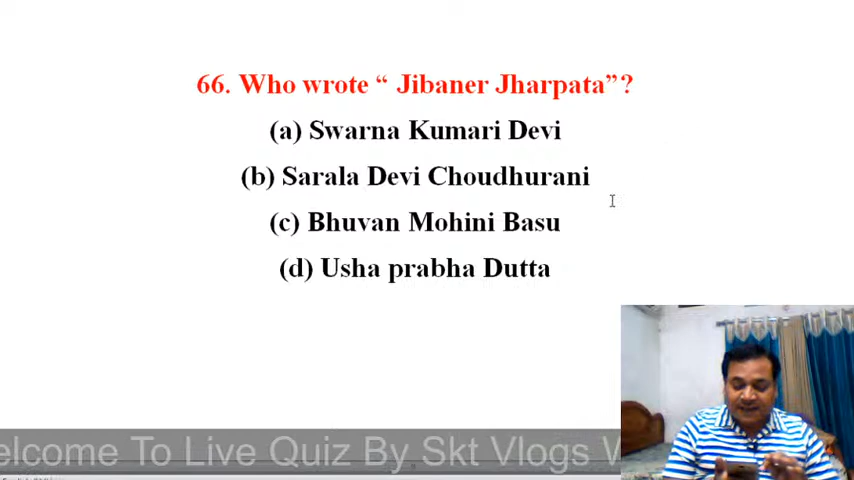 66. Who wrote “ Jibaner Jharpata”?
(a) Swarna Kumari Devi
(b) Sarala Devi Choudhurani
(c) Bhuvan Mohini Basu
(d) Usha prabha Dutta
elcome To Live Quiz By Skt Vlogs W